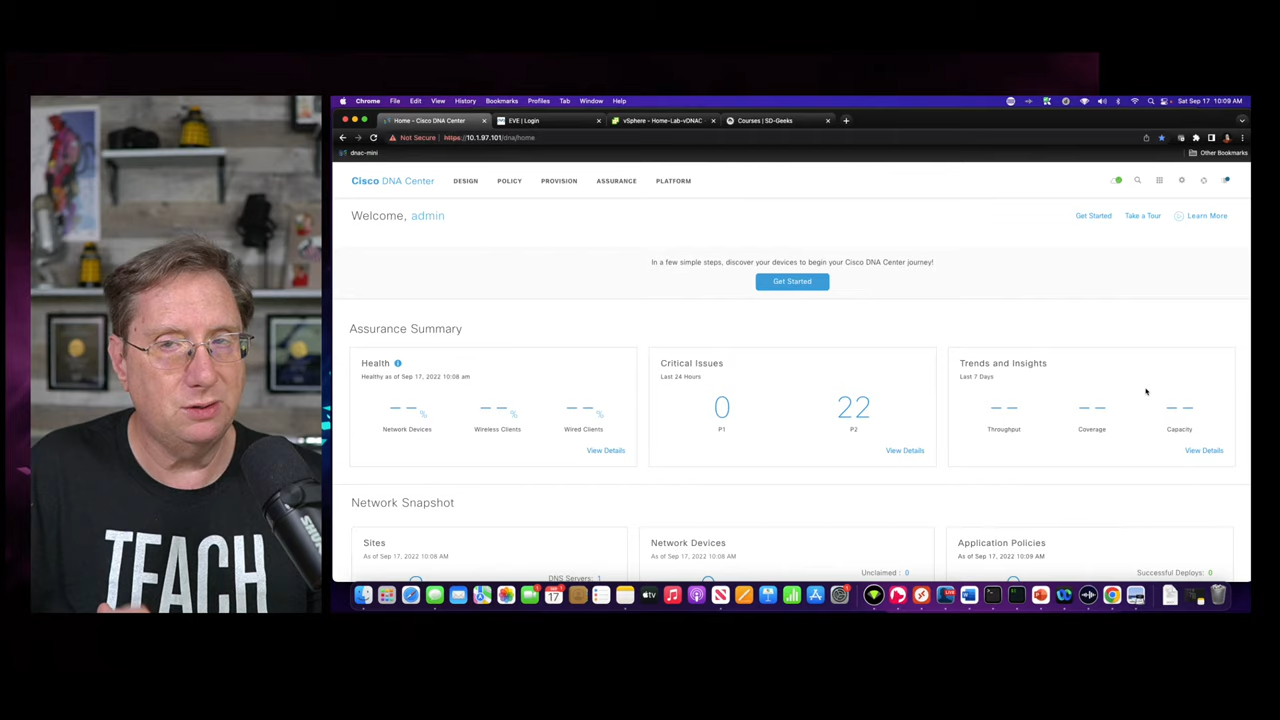 TEACH
Chrome File Edit View History Bookmarks Profiles Tab Window Help Sat Sep 17 10:09 AM
Home - Cisco DNA Center EVE | Login vSphere - Home-Lab-vDNAC Courses | SD-Geeks
Not Secure https://10.1.97.101/dna/home
dnac-mini Other Bookmarks
Cisco DNA Center DESIGN POLICY PROVISION ASSURANCE PLATFORM
Welcome, admin Get Started Take a Tour Learn More
In a few simple steps, discover your devices to begin your Cisco DNA Center journey!
Get Started
Assurance Summary
Health
Healthy as of Sep 17, 2022 10:08 am
-- % -- % -- %
Network Devices Wireless Clients Wired Clients
View Details
Critical Issues
Last 24 Hours
0 22
P1 P2
View Details
Trends and Insights
Last 7 Days
-- -- --
Throughput Coverage Capacity
View Details
Network Snapshot
Sites
As of Sep 17, 2022 10:08 AM
DNS Servers: 1
Network Devices
As of Sep 17, 2022 10:08 AM
Unclaimed : 0
Application Policies
As of Sep 17, 2022 10:09 AM
Successful Deploys: 0
17
tv